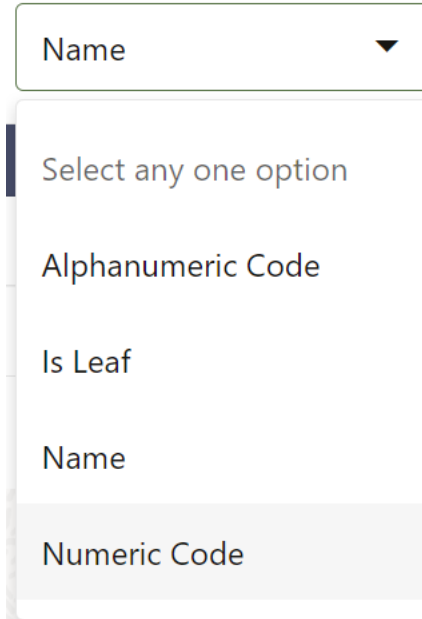 Name
Select any one option
Alphanumeric Code
Is Leaf
Name
Numeric Code